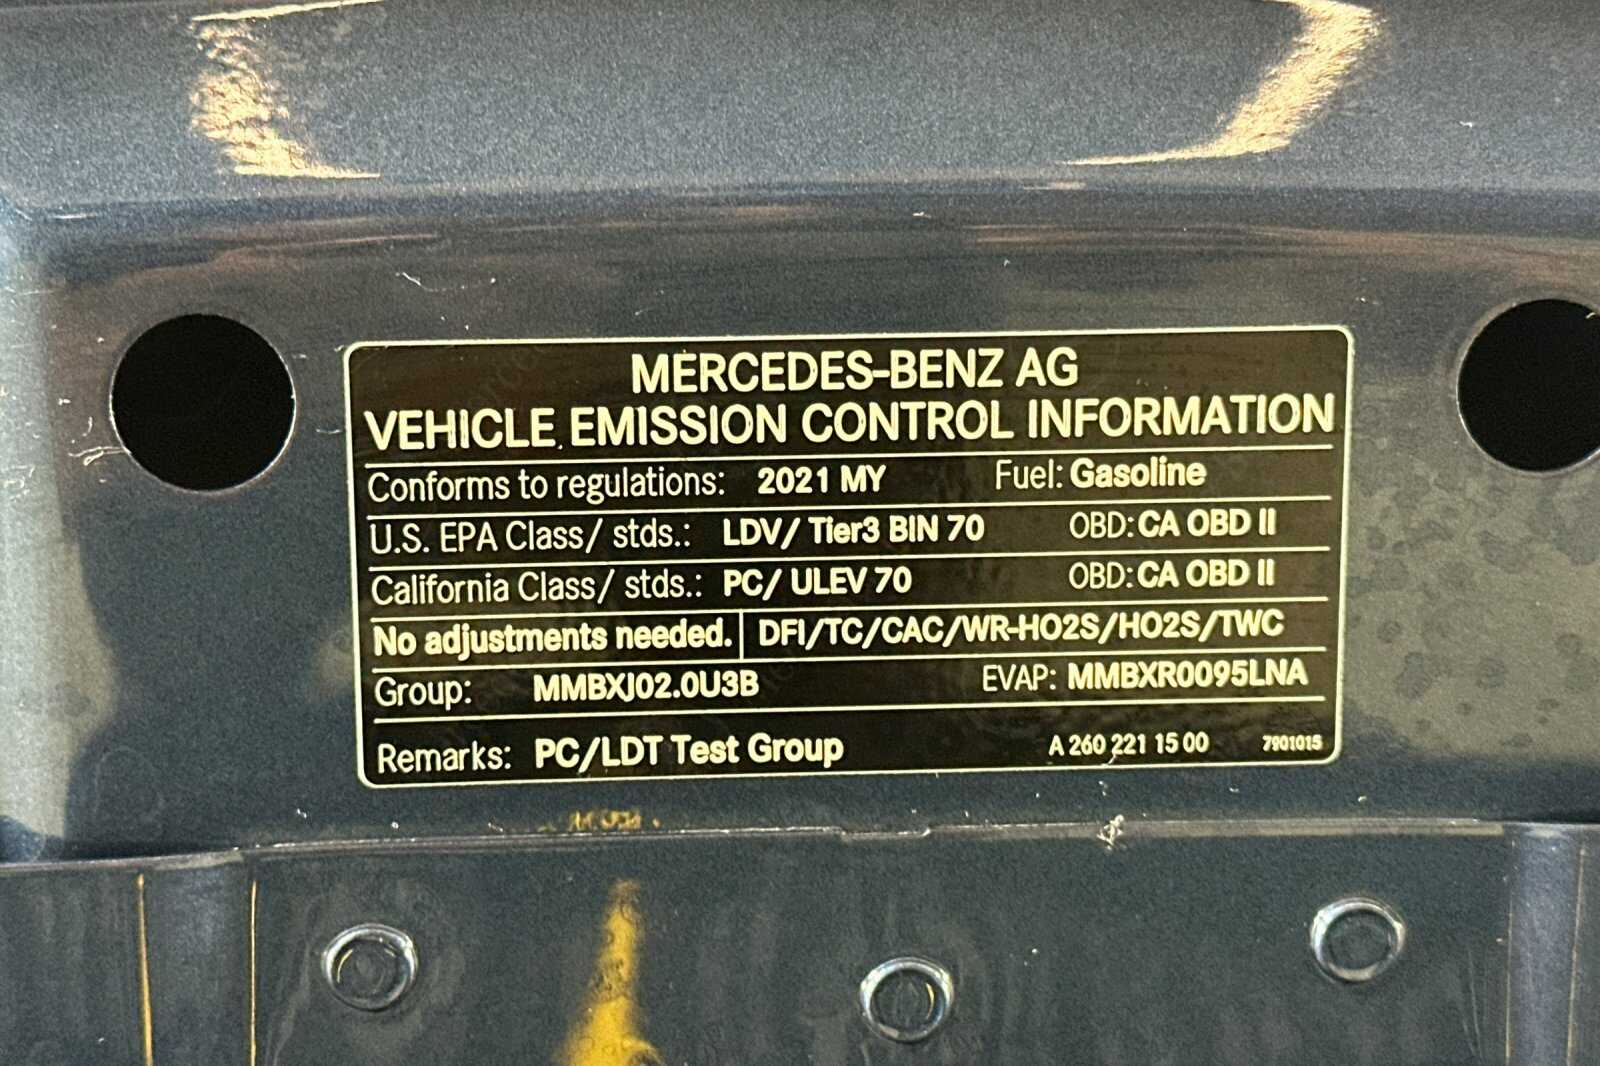 MERCEDES-BENZ AG
VEHICLE EMISSION CONTROL INFORMATION
Conforms to regulations: 2021 MY Fuel: Gasoline
U.S. EPA Class/ stds.: LDV/ Tier3 BIN 70 OBD: CA OBD II
California Class/ stds.: PC/ ULEV 70 OBD: CA OBD II
No adjustments needed. DFI/TC/CAC/WR-HO2S/HO2S/TWC
Group: MMBXJ02.0U3B EVAP: MMBXR0095LNA
Remarks: PC/LDT Test Group A 260 221 15 00 7901015